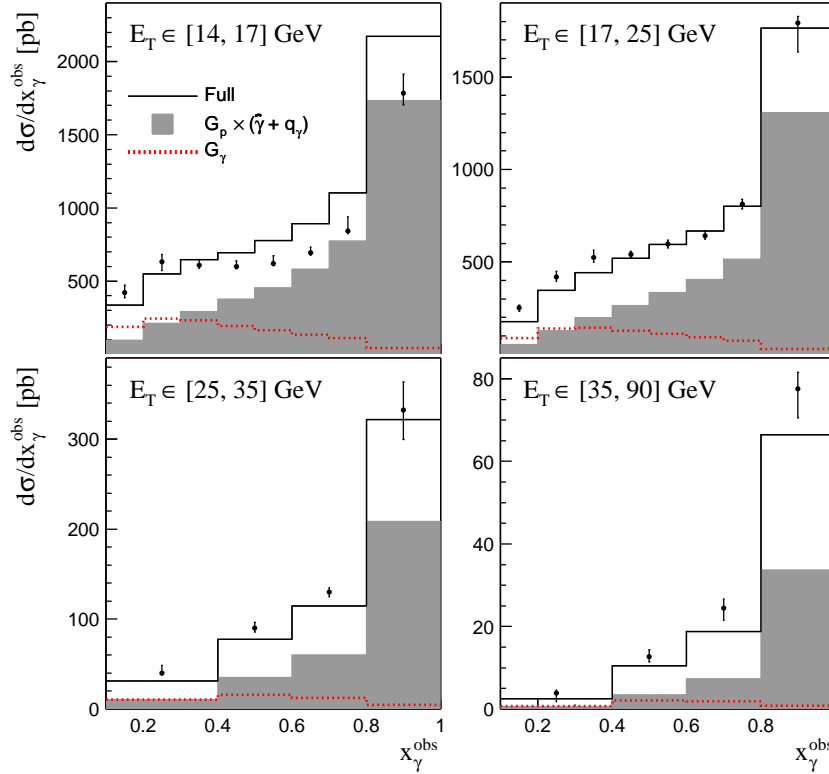 E_T ∈ [14, 17] GeV
dσ/dx_γ^obs [pb]
2000
1500
1000
500
Full
G_p × (γ̃ + q_γ)
G_γ
E_T ∈ [17, 25] GeV
1500
1000
500
E_T ∈ [25, 35] GeV
dσ/dx_γ^obs [pb]
300
200
100
0
0.2 0.4 0.6 0.8 1
x_γ^obs
E_T ∈ [35, 90] GeV
80
60
40
20
0
0.2 0.4 0.6 0.8
x_γ^obs